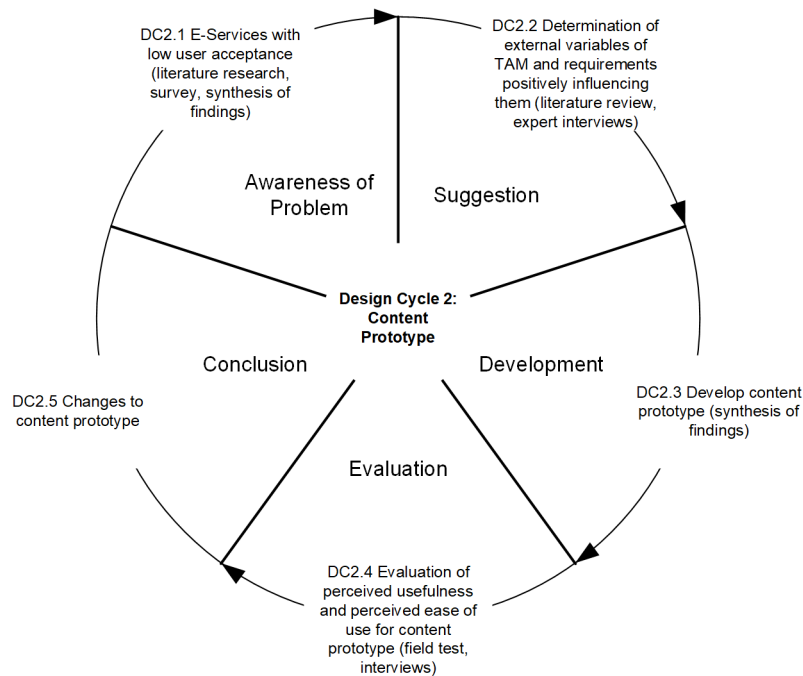 DC2.1 E-Services with
low user acceptance
(literature research,
survey, synthesis of
findings)
DC2.2 Determination of
external variables of
TAM and requirements
positively influencing
them (literature review,
expert interviews)
Awareness of
Problem
Suggestion
Design Cycle 2:
Content
Prototype
Conclusion
Development
DC2.5 Changes to
content prototype
DC2.3 Develop content
prototype (synthesis of
findings)
Evaluation
DC2.4 Evaluation of
perceived usefulness
and perceived ease of
use for content
prototype (field test,
interviews)